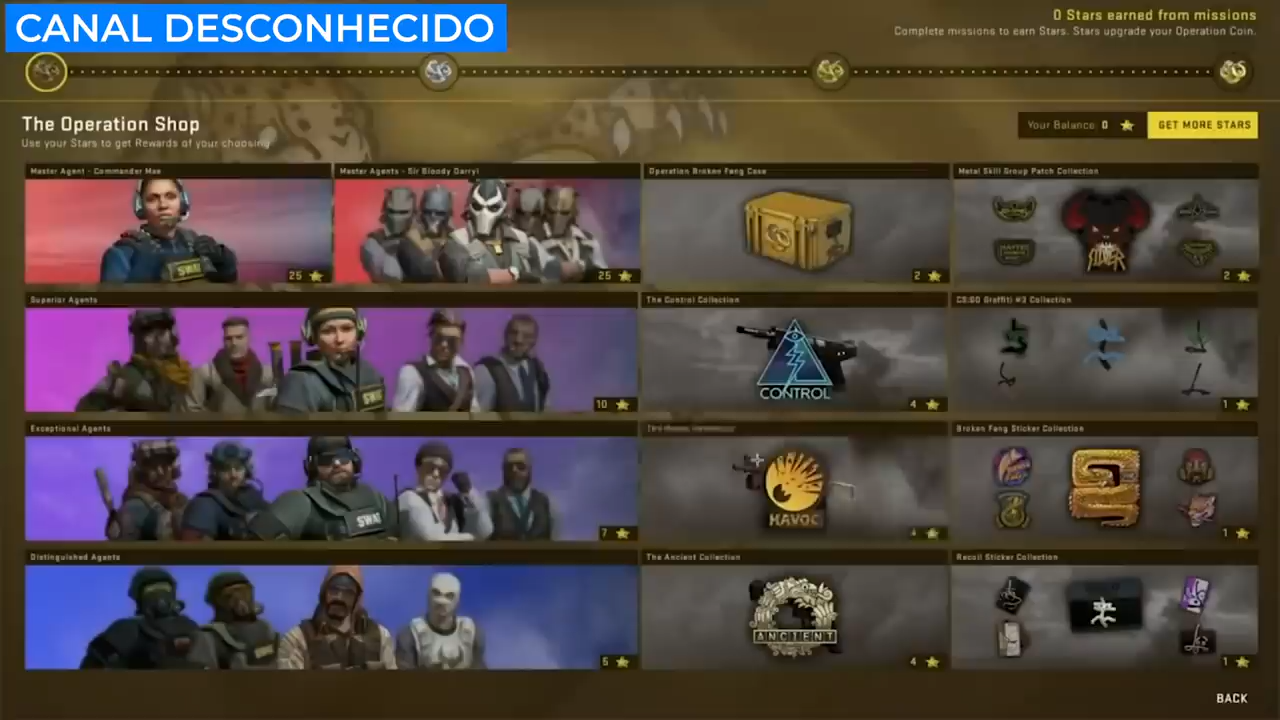 CANAL DESCONHECIDO
0 Stars earned from missions
Complete missions to earn Stars. Stars upgrade your Operation Coin.
The Operation Shop
Use your Stars to get Rewards of your choosing
Your Balance: 0
GET MORE STARS
Master Agent - Commander Mae
Master Agents - Sir Bloody Darryl
Operation Broken Fang Case
Metal Skill Group Patch Collection
SWAT
25
25
2
2
Superior Agents
The Control Collection
CS:GO Graffiti #3 Collection
SWAT
CONTROL
10
4
1
Exceptional Agents
Broken Fang Sticker Collection
SWAT
HAVOC
7
4
1
Distinguished Agents
The Ancient Collection
Recoil Sticker Collection
ANCIENT
5
4
1
BACK